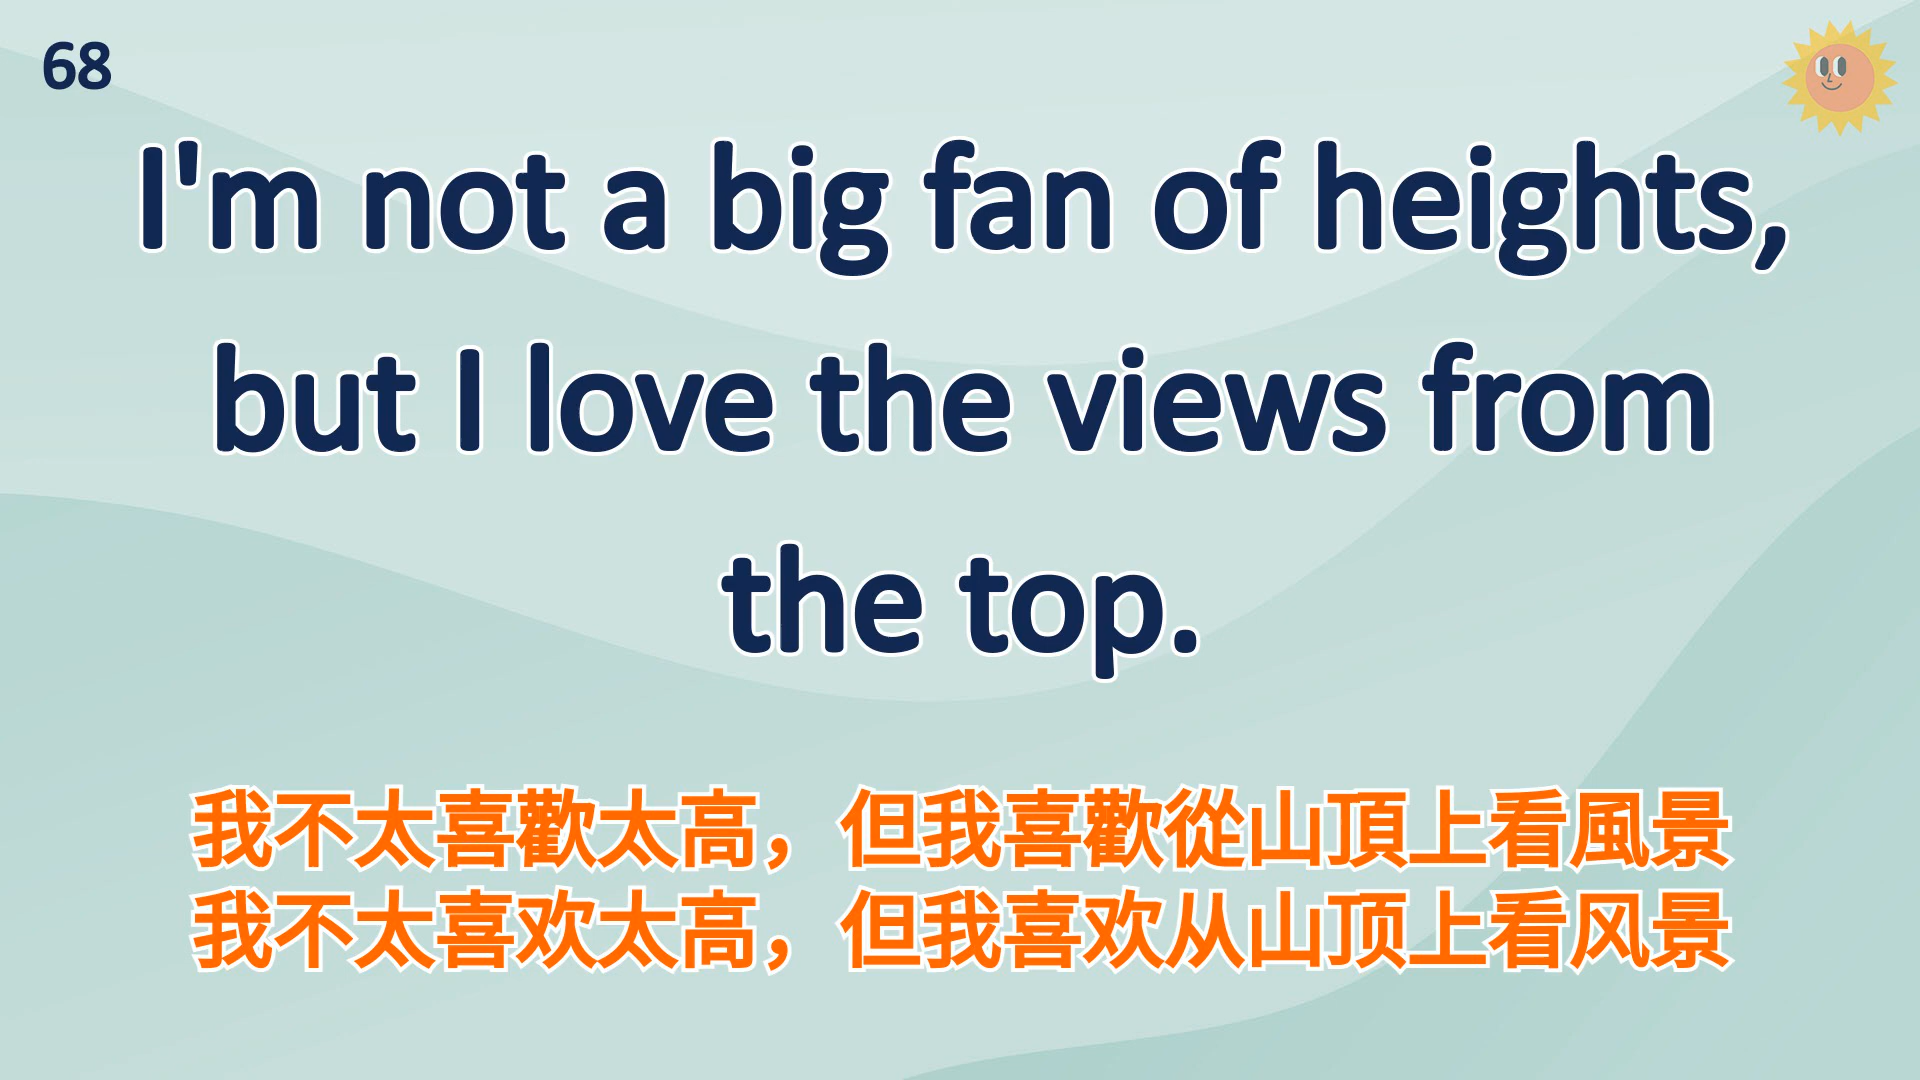 68
I'm not a big fan of heights,
but I love the views from
the top.
我不太喜歡太高，但我喜歡從山頂上看風景
我不太喜欢太高，但我喜欢从山顶上看风景